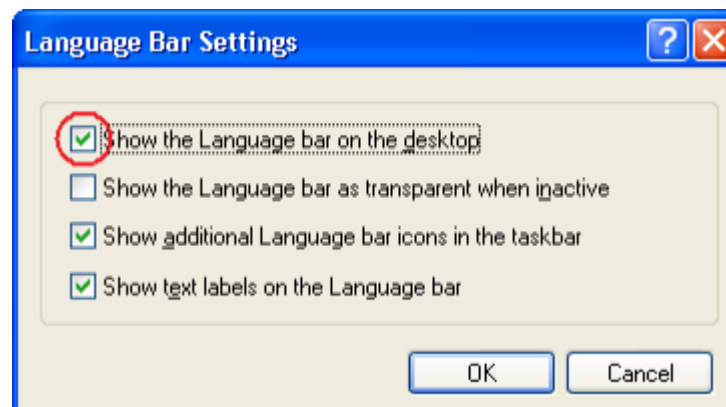 Language Bar Settings
Show the Language bar on the desktop
Show the Language bar as transparent when inactive
Show additional Language bar icons in the taskbar
Show text labels on the Language bar
OK Cancel